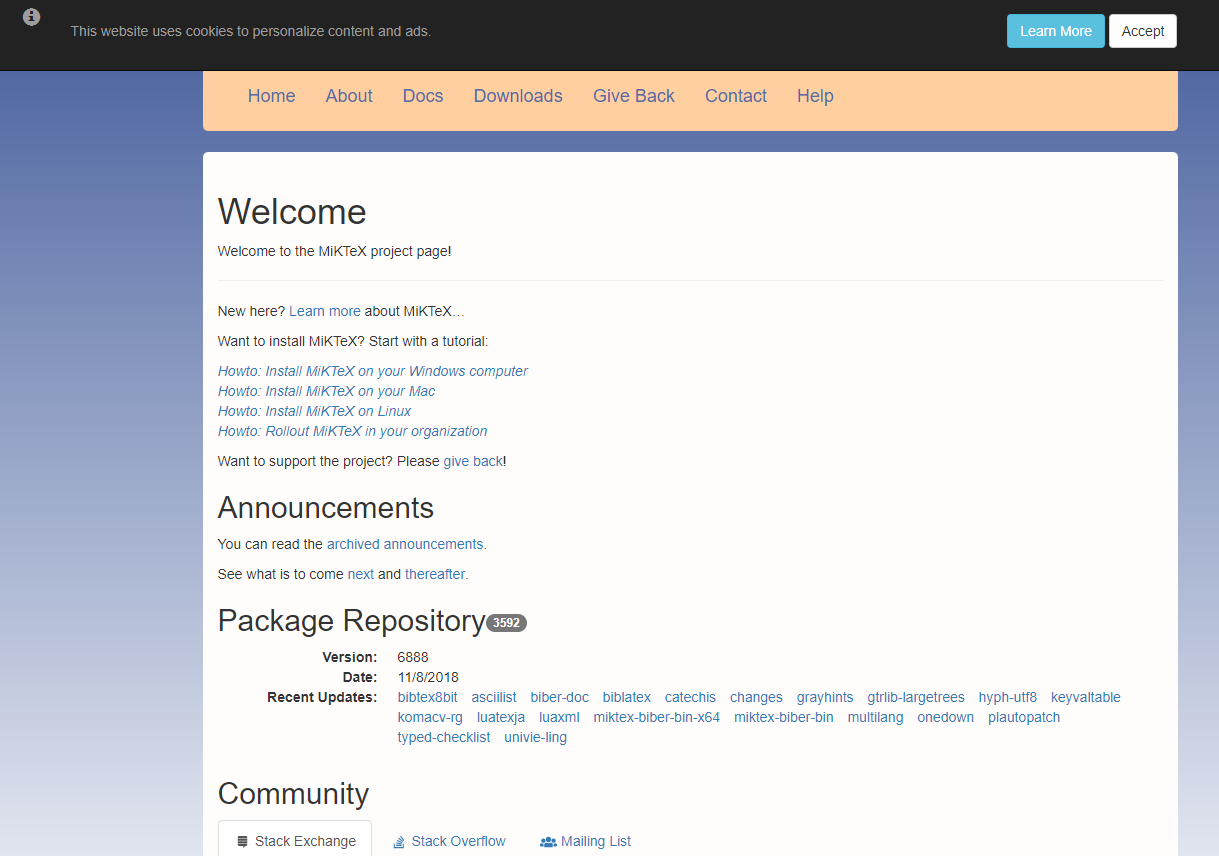 This website uses cookies to personalize content and ads.
Learn More
Accept
Home About Docs Downloads Give Back Contact Help
Welcome
Welcome to the MiKTeX project page!
New here? Learn more about MiKTeX…
Want to install MiKTeX? Start with a tutorial:
Howto: Install MiKTeX on your Windows computer
Howto: Install MiKTeX on your Mac
Howto: Install MiKTeX on Linux
Howto: Rollout MiKTeX in your organization
Want to support the project? Please give back!
Announcements
You can read the archived announcements.
See what is to come next and thereafter.
Package Repository 3592
Version: 6888
Date: 11/8/2018
Recent Updates: bibtex8bit asciilist biber-doc biblatex catechis changes grayhints gtrlib-largetrees hyph-utf8 keyvaltable
komacv-rg luatexja luaxml miktex-biber-bin-x64 miktex-biber-bin multilang onedown plautopatch
typed-checklist univie-ling
Community
Stack Exchange Stack Overflow Mailing List